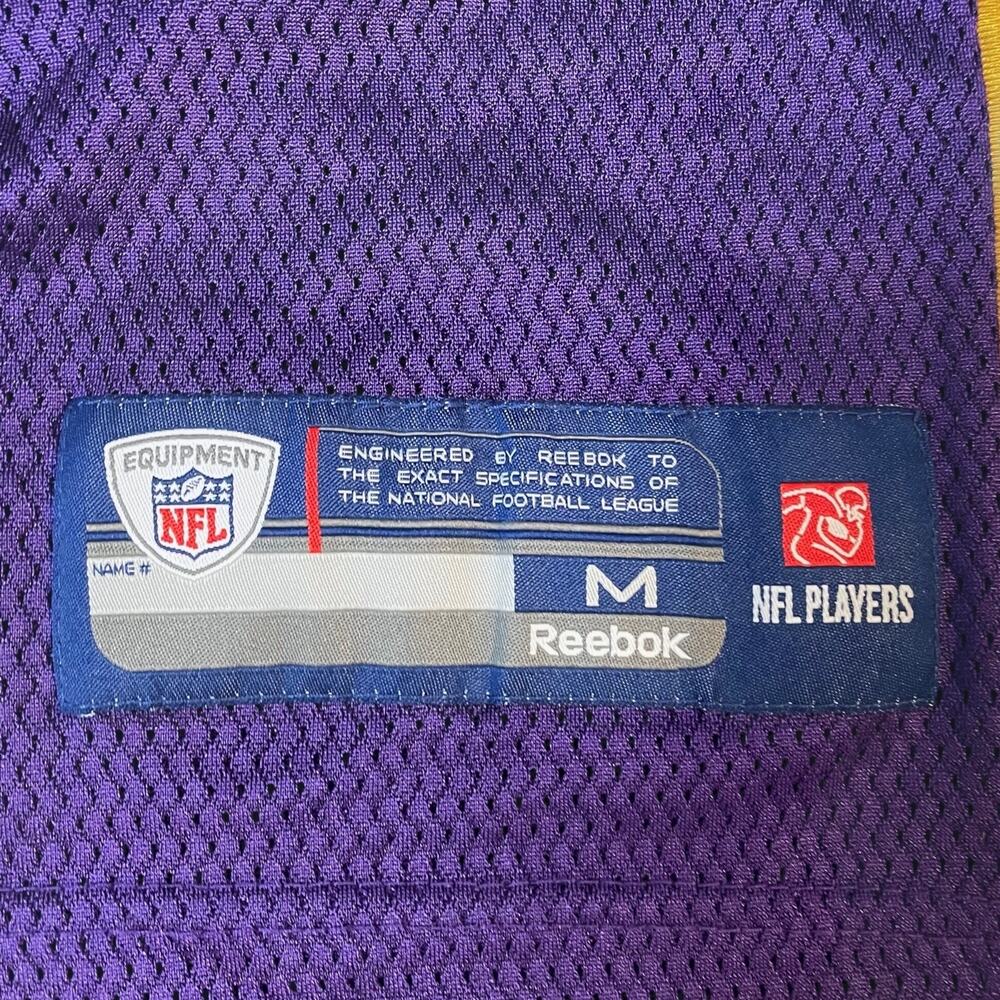 EQUIPMENT
NFL
ENGINEERED BY REEBOK TO
THE EXACT SPECIFICATIONS OF
THE NATIONAL FOOTBALL LEAGUE
NAME #
M
Reebok
NFL PLAYERS